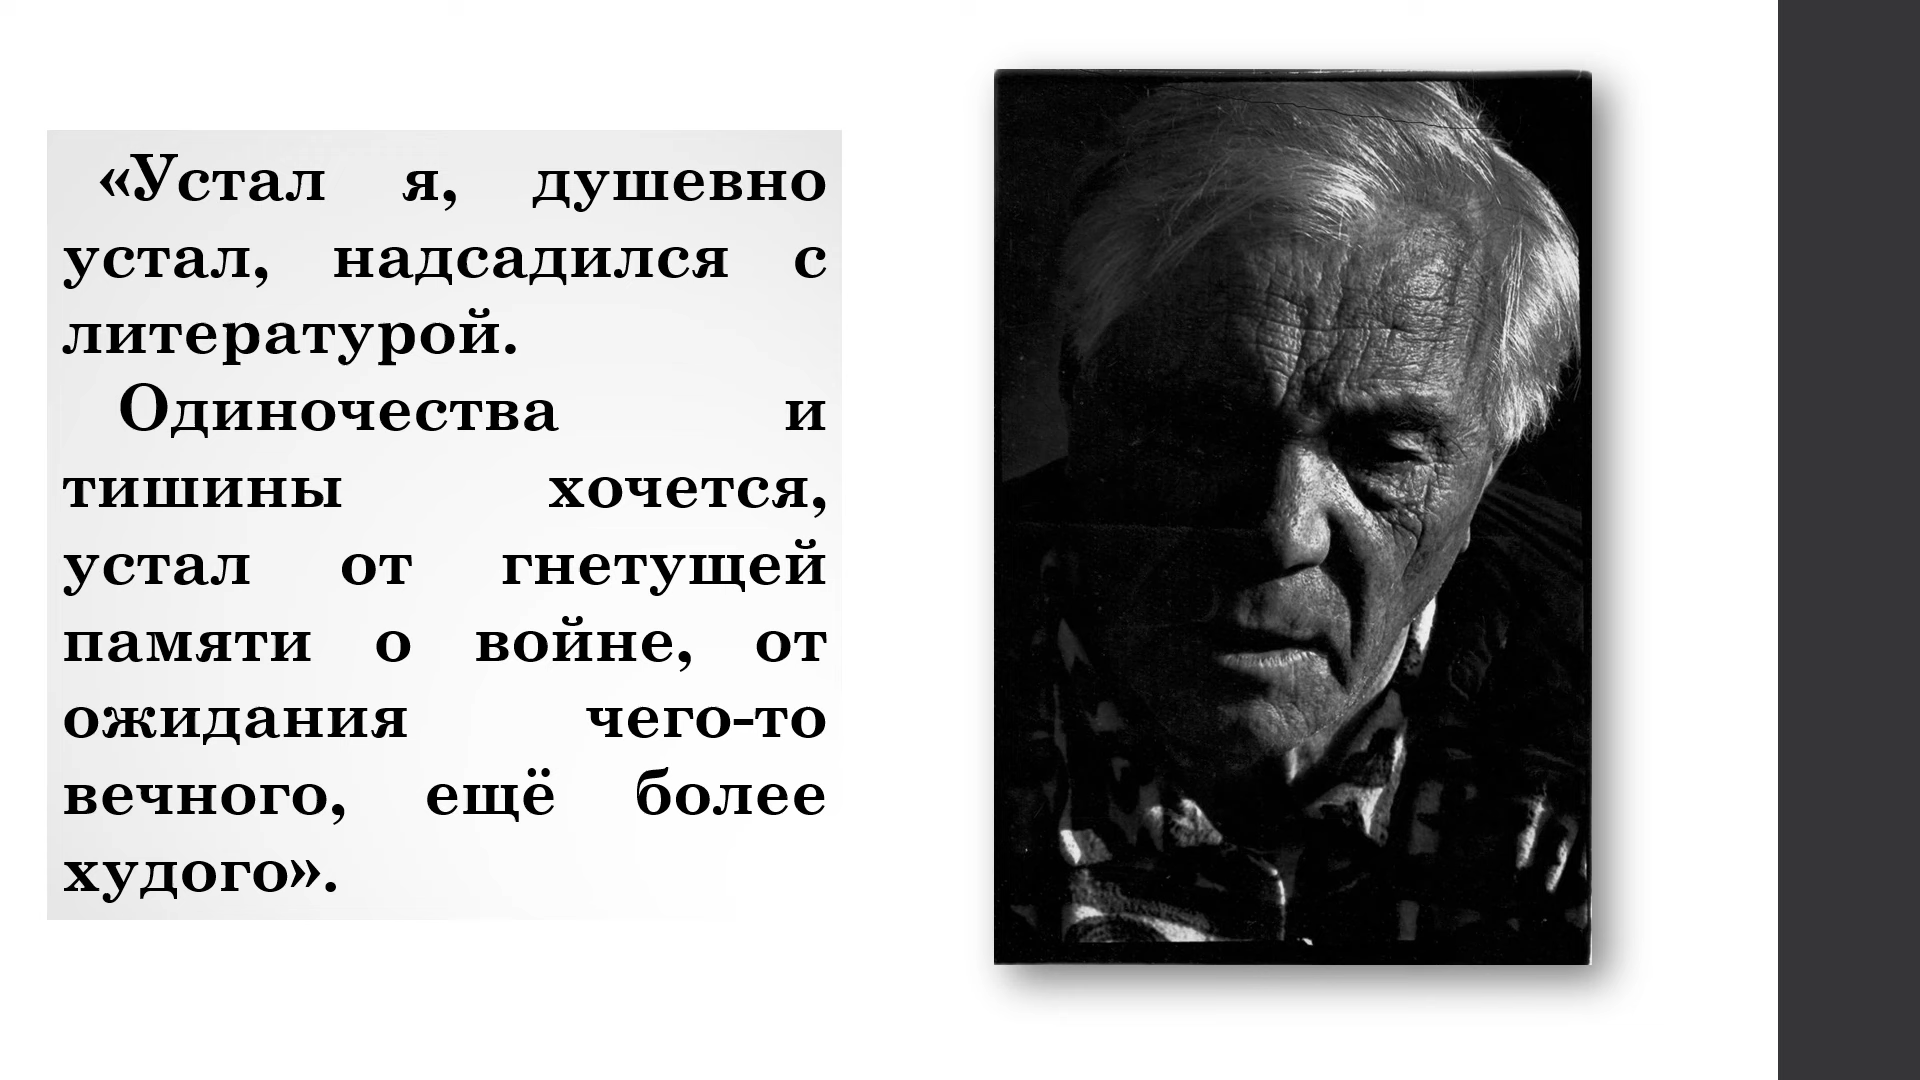 «Устал я, душевно
устал, надсадился с
литературой.
Одиночества и
тишины хочется,
устал от гнетущей
памяти о войне, от
ожидания чего-то
вечного, ещё более
худого».